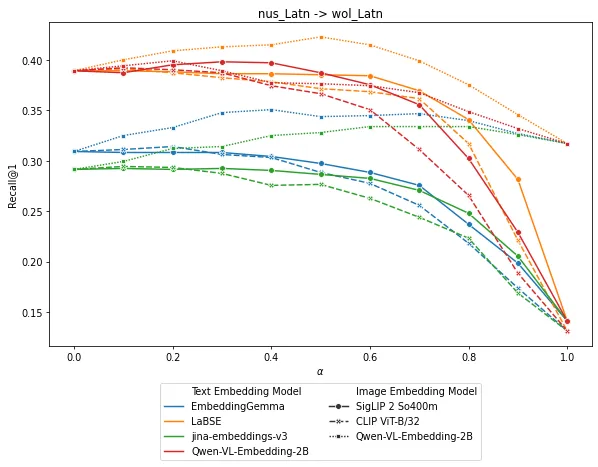 nus_Latn -> wol_Latn
Recall@1
0.40
0.35
0.30
0.25
0.20
0.15
0.0 0.2 0.4 0.6 0.8 1.0
α
Text Embedding Model
EmbeddingGemma
LaBSE
jina-embeddings-v3
Qwen-VL-Embedding-2B
Image Embedding Model
SigLIP 2 So400m
CLIP ViT-B/32
Qwen-VL-Embedding-2B